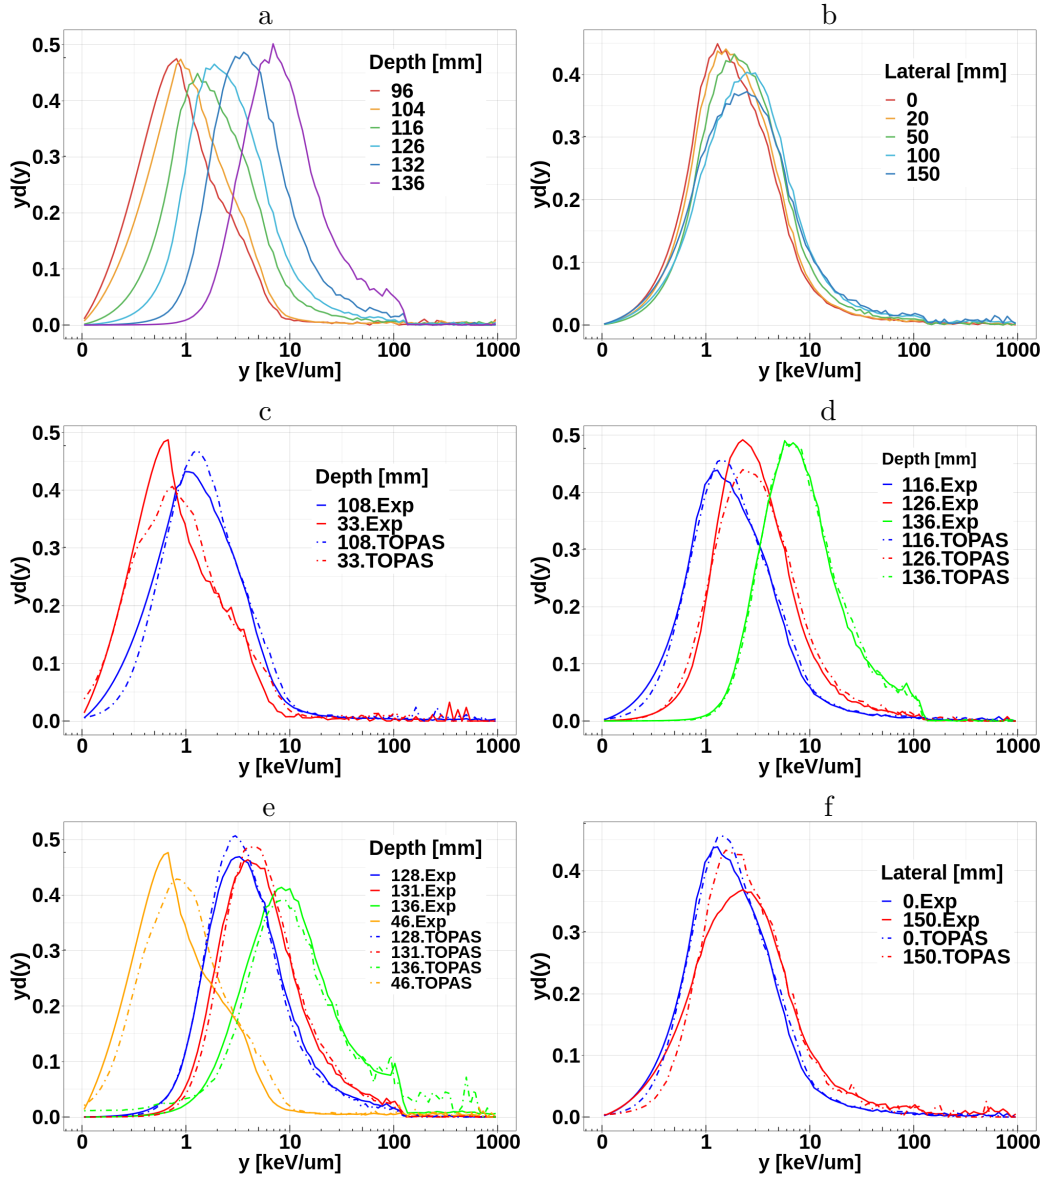 a
0.5
0.4
0.3
0.2
0.1
0.0
yd(y)
Depth [mm]
96
104
116
126
132
136
0 1 10 100 1000
y [keV/um]
b
0.4
0.3
0.2
0.1
0.0
yd(y)
Lateral [mm]
0
20
50
100
150
0 1 10 100 1000
y [keV/um]
c
0.5
0.4
0.3
0.2
0.1
0.0
yd(y)
Depth [mm]
108.Exp
33.Exp
108.TOPAS
33.TOPAS
0 1 10 100 1000
y [keV/um]
d
0.5
0.4
0.3
0.2
0.1
0.0
yd(y)
Depth [mm]
116.Exp
126.Exp
136.Exp
116.TOPAS
126.TOPAS
136.TOPAS
0 1 10 100 1000
y [keV/um]
e
0.5
0.4
0.3
0.2
0.1
0.0
yd(y)
Depth [mm]
128.Exp
131.Exp
136.Exp
46.Exp
128.TOPAS
131.TOPAS
136.TOPAS
46.TOPAS
0 1 10 100 1000
y [keV/um]
f
0.4
0.3
0.2
0.1
0.0
yd(y)
Lateral [mm]
0.Exp
150.Exp
0.TOPAS
150.TOPAS
0 1 10 100 1000
y [keV/um]